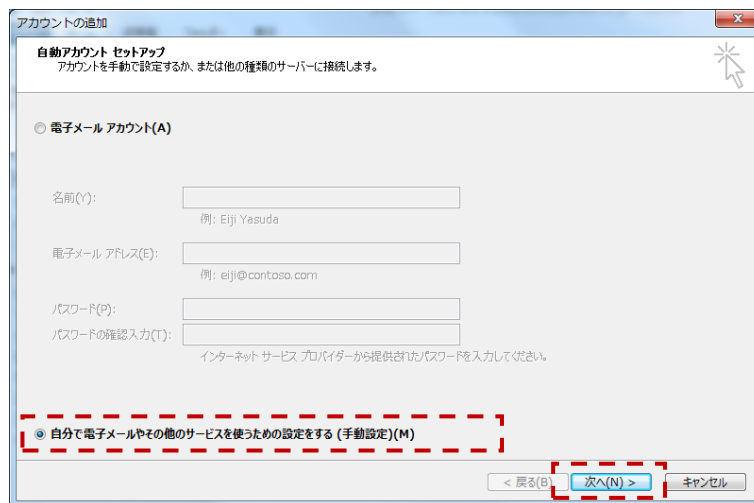 アカウントの追加
自動アカウント セットアップ
アカウントを手動で設定するか、または他の種類のサーバーに接続します。
電子メール アカウント(A)
名前(Y):
例: Eiji Yasuda
電子メール アドレス(E):
例: eiji@contoso.com
パスワード(P):
パスワードの確認入力(T):
インターネット サービス プロバイダーから提供されたパスワードを入力してください。
自分で電子メールやその他のサービスを使うための設定をする (手動設定)(M)
< 戻る(B) 次へ(N) > キャンセル